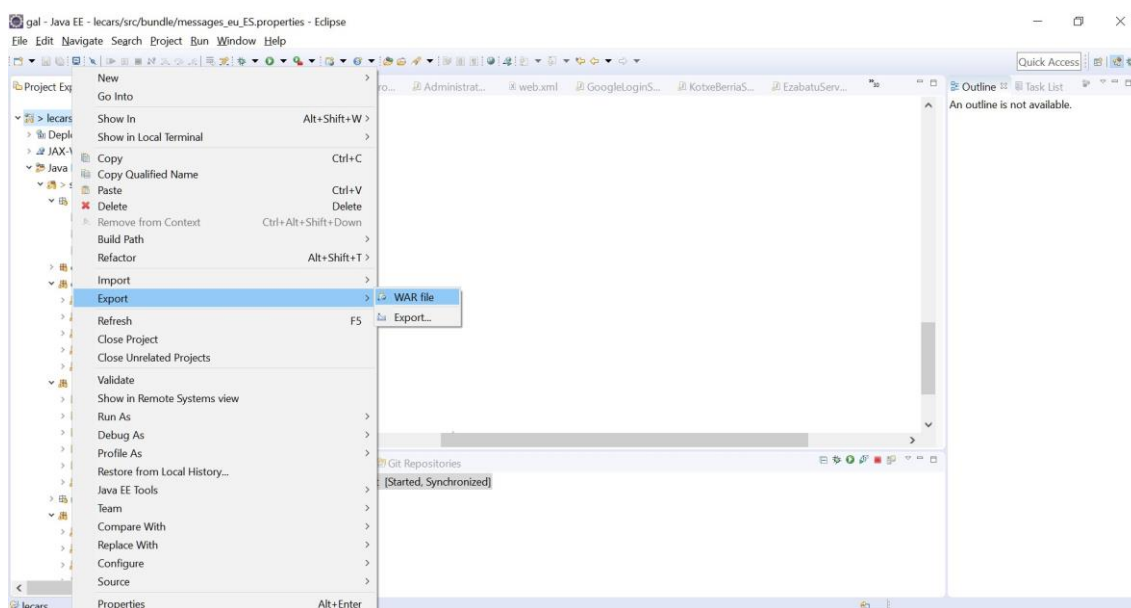 gal - Java EE - lecars/src/bundle/messages_eu_ES.properties - Eclipse
File Edit Navigate Search Project Run Window Help
Quick Access
Project Exp
ro... Administrat... web.xml GoogleLoginS... KotxeBerriaS... EzabatuServ...
Outline Task List
An outline is not available.
> lecars
Deplo
JAX-W
Java
New
Go Into
Show In Alt+Shift+W >
Show in Local Terminal >
Copy Ctrl+C
Copy Qualified Name
Paste Ctrl+V
Delete Delete
Remove from Context Ctrl+Alt+Shift+Down
Build Path >
Refactor Alt+Shift+T >
Import >
Export >
WAR file
Export...
Refresh F5
Close Project
Close Unrelated Projects
Validate
Show in Remote Systems view
Run As >
Debug As >
Profile As >
Restore from Local History...
Java EE Tools >
Team >
Compare With >
Replace With >
Configure >
Source >
Properties Alt+Enter
Git Repositories
[Started, Synchronized]
lecars